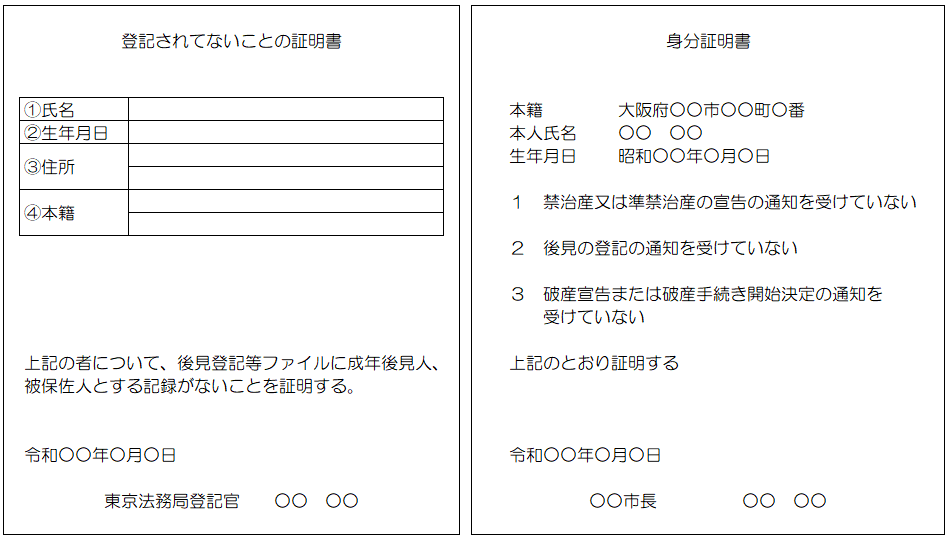 登記されてないことの証明書
①氏名
②生年月日
③住所
④本籍
上記の者について、後見登記等ファイルに成年後見人、
被保佐人とする記録がないことを証明する。
令和〇〇年〇月〇日
東京法務局登記官 〇〇 〇〇
身分証明書
本籍 大阪府〇〇市〇〇町〇番
本人氏名 〇〇 〇〇
生年月日 昭和〇〇年〇月〇日
1 禁治産又は準禁治産の宣告の通知を受けていない
2 後見の登記の通知を受けていない
3 破産宣告または破産手続き開始決定の通知を
受けていない
上記のとおり証明する
令和〇〇年〇月〇日
〇〇市長 〇〇 〇〇